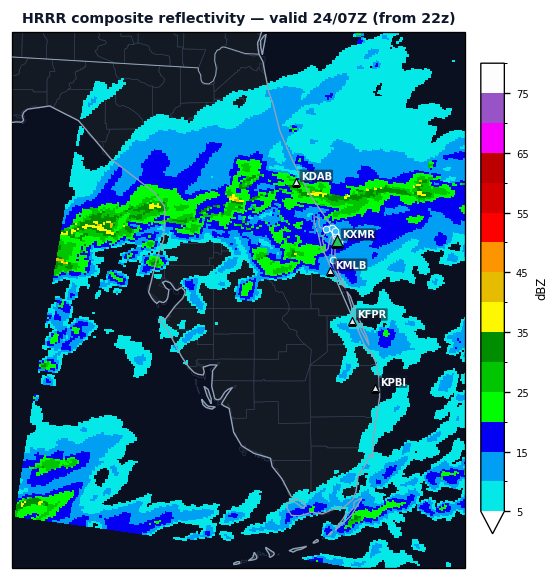 HRRR composite reflectivity — valid 24/07Z (from 22z)
KDAB
KXMR
KMLB
KFPR
KPBI
75
65
55
45
35
25
15
5
dBZ